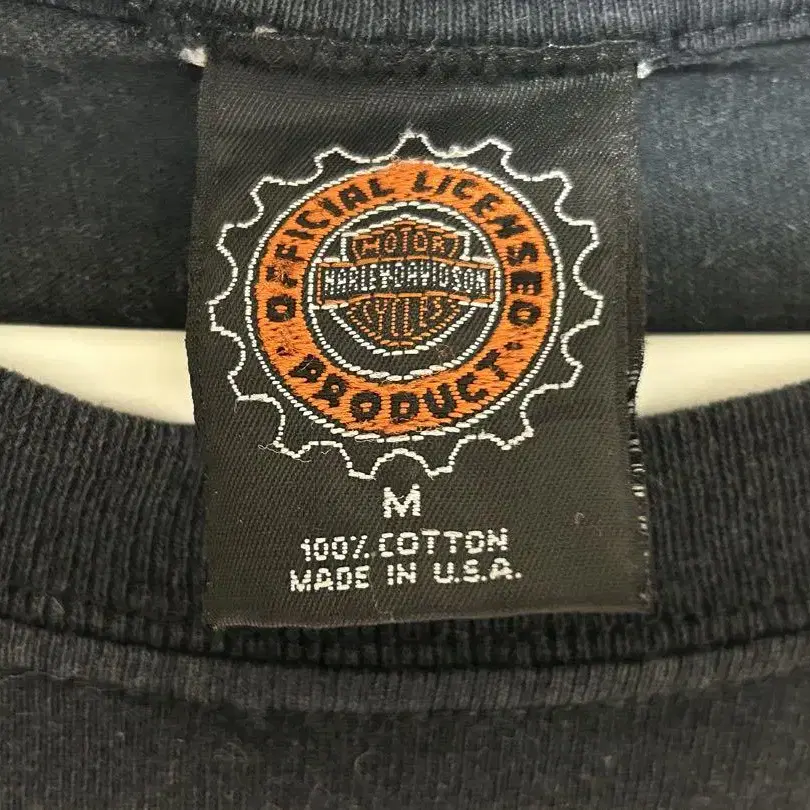 OFFICIAL LICENSED
PRODUCT
MOTOR
HARLEY-DAVIDSON
CYCLES
M
100% COTTON
MADE IN U.S.A.